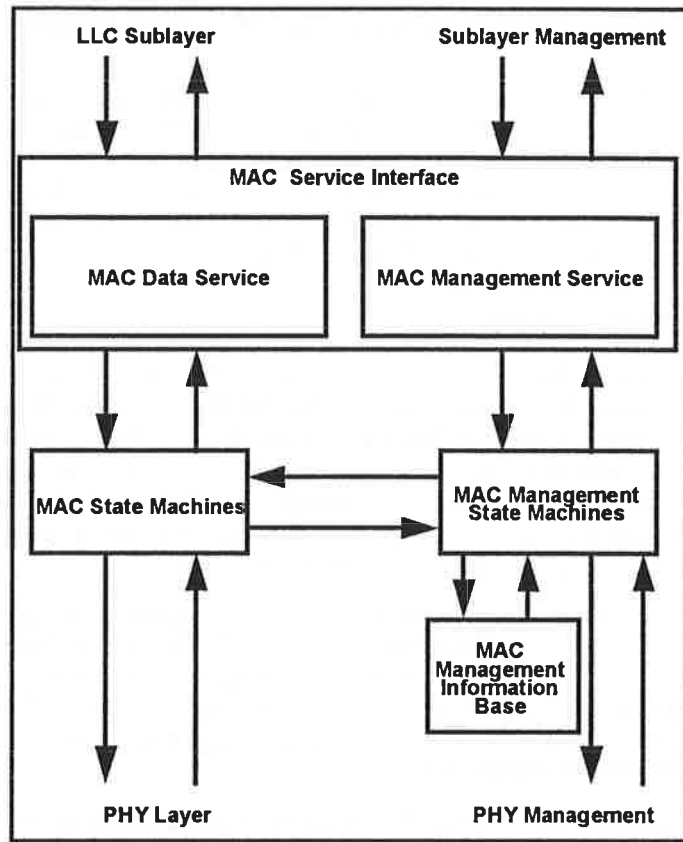 LLC Sublayer
Sublayer Management
MAC Service Interface
MAC Data Service
MAC Management Service
MAC State Machines
MAC Management
State Machines
MAC
Management
Information
Base
PHY Layer
PHY Management